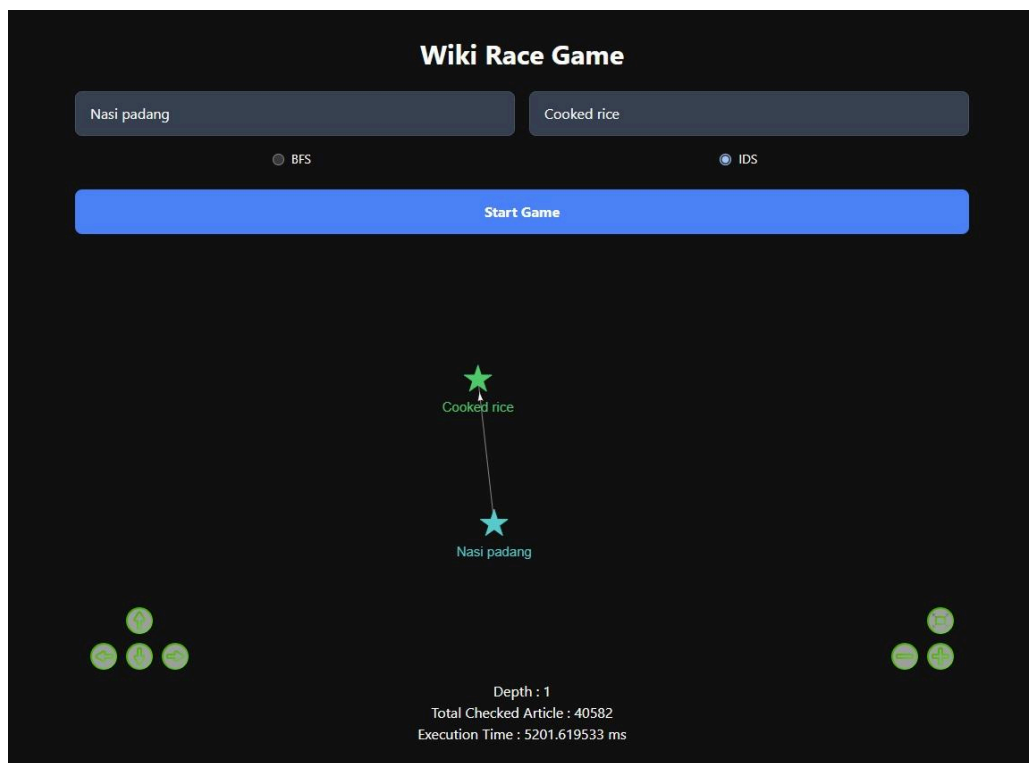 Wiki Race Game
Nasi padang
Cooked rice
BFS
IDS
Start Game
Cooked rice
Nasi padang
Depth : 1
Total Checked Article : 40582
Execution Time : 5201.619533 ms